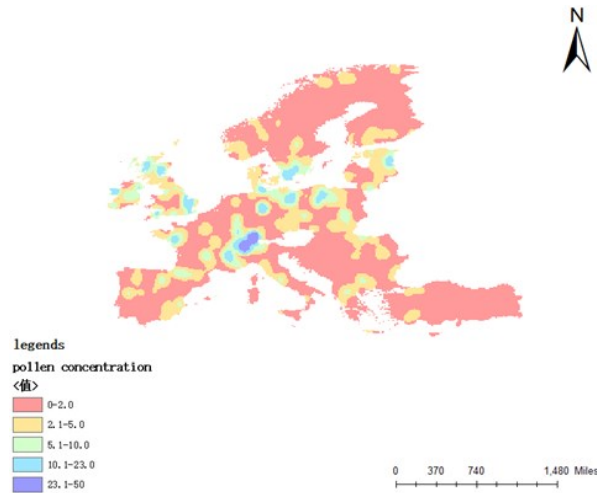 N
legends
pollen concentration
<值>
0-2.0
2.1-5.0
5.1-10.0
10.1-23.0
23.1-50
0 370 740 1,480 Miles